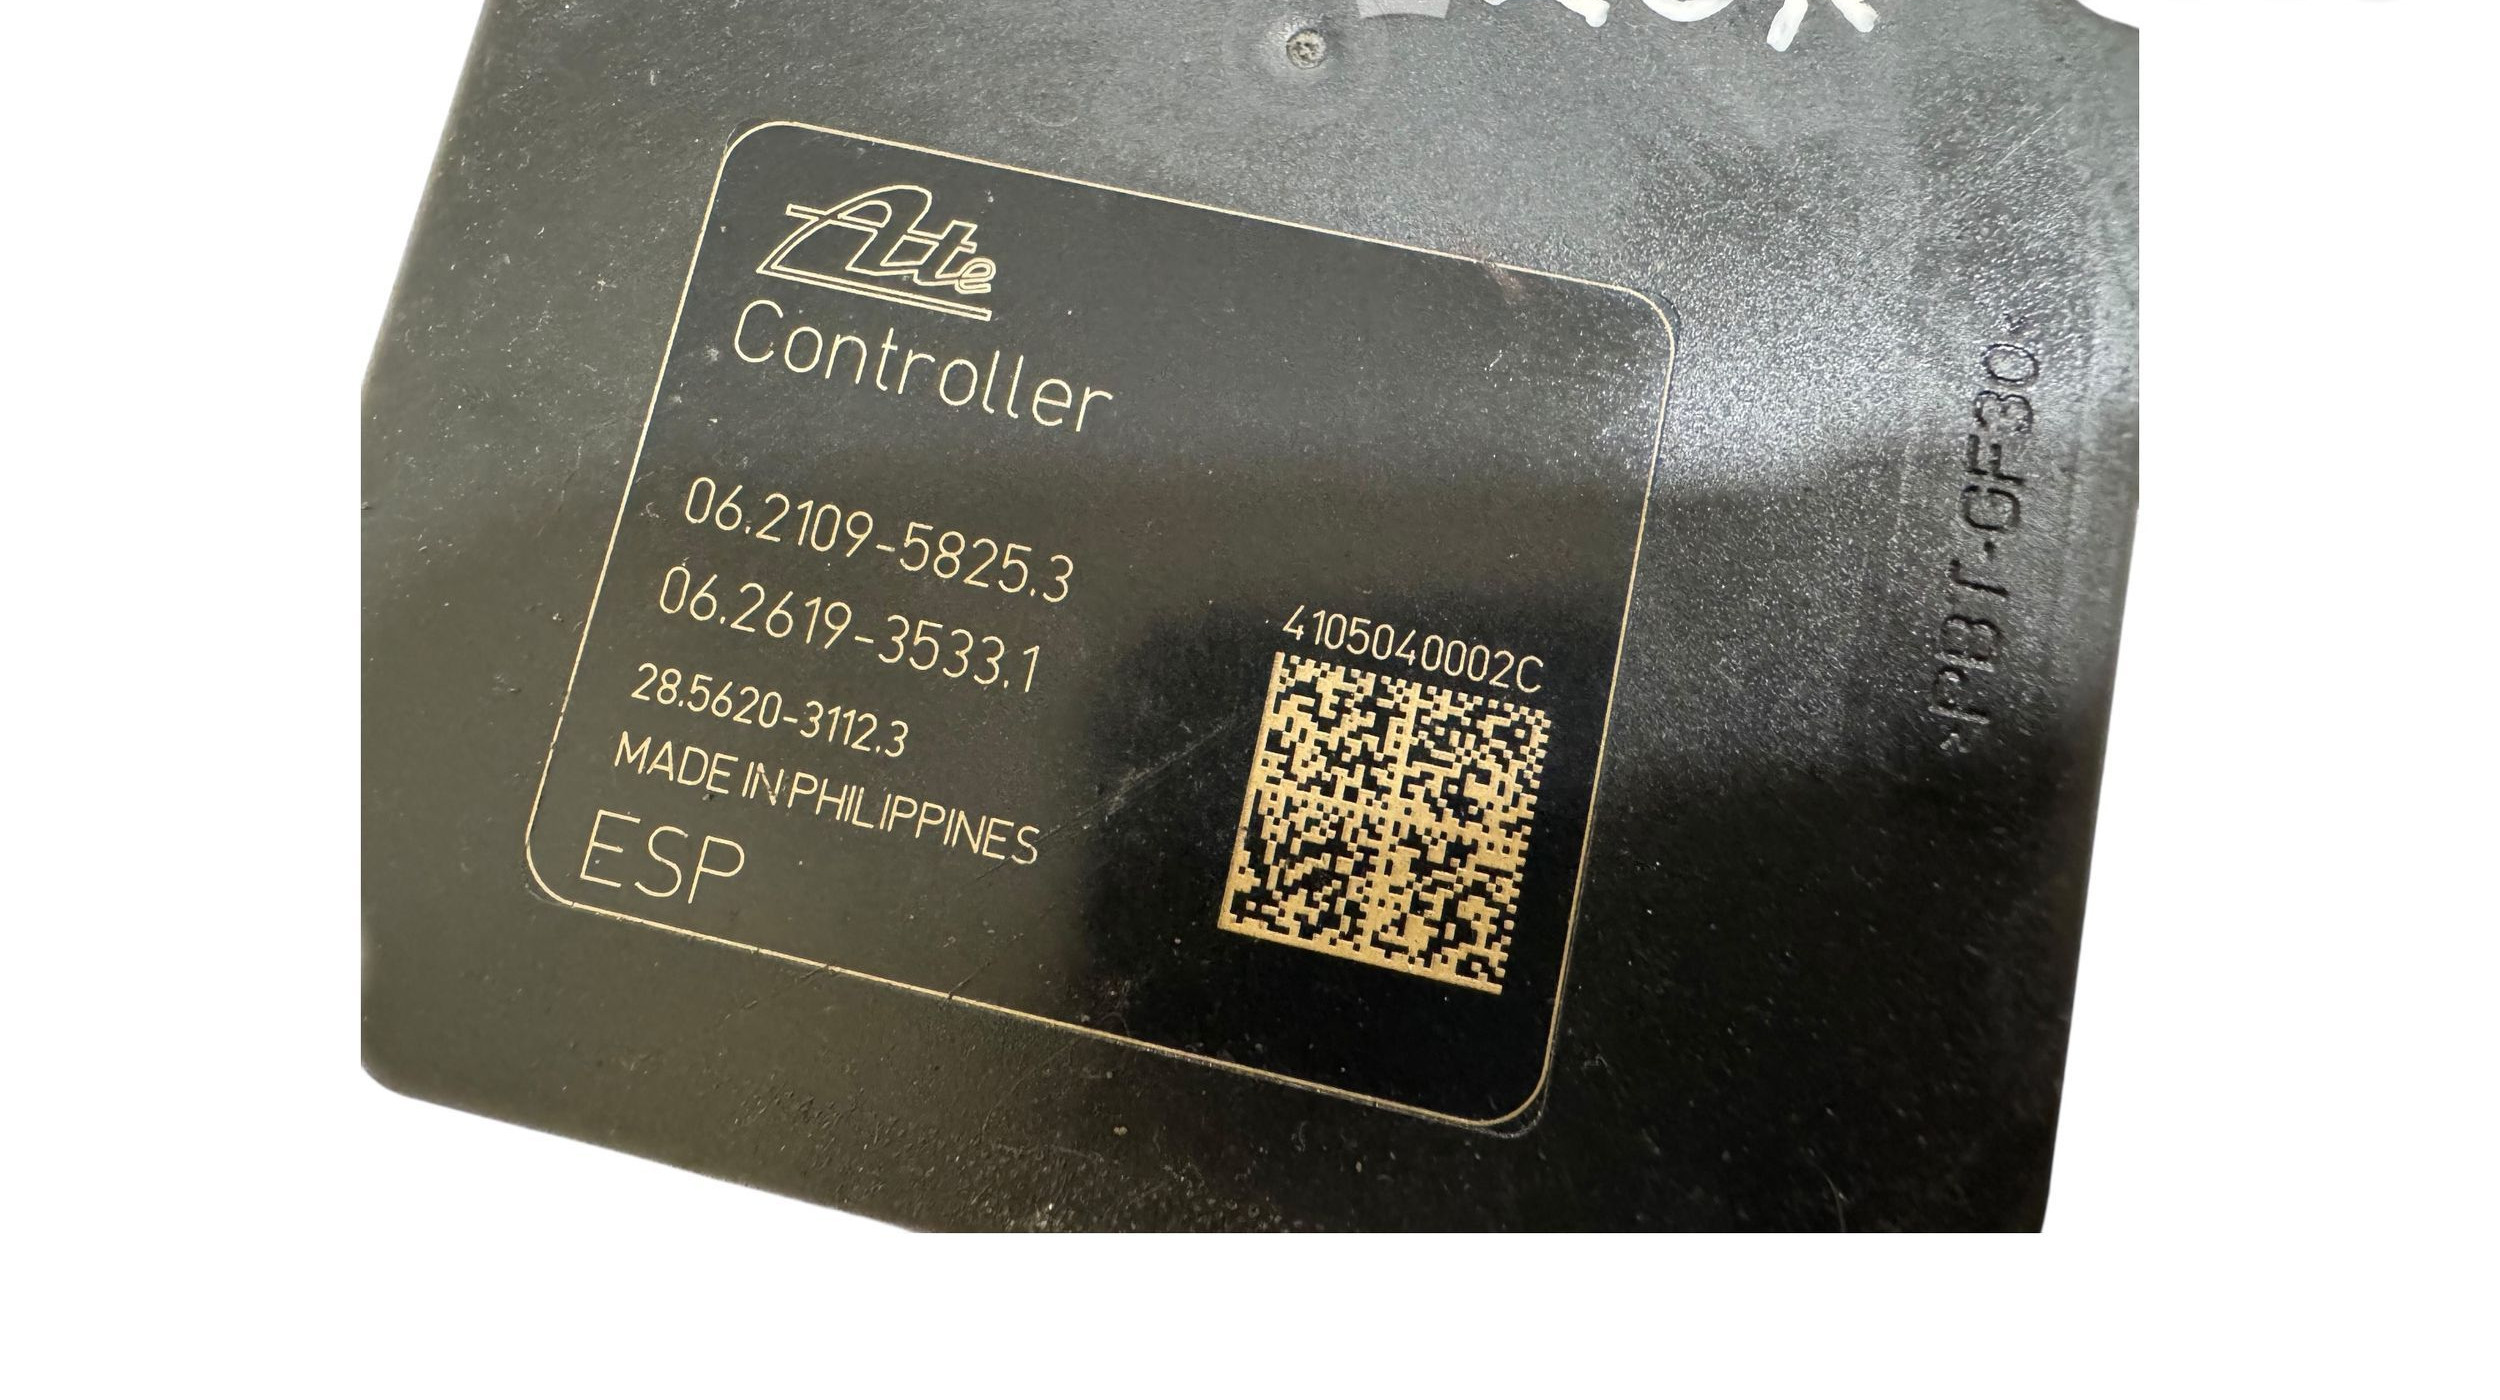 Ate
Controller
06.2109-5825.3
06.2619-3533.1
28.5620-3112.3
MADE IN PHILIPPINES
ESP
4105040002C
>PBT-GF30<